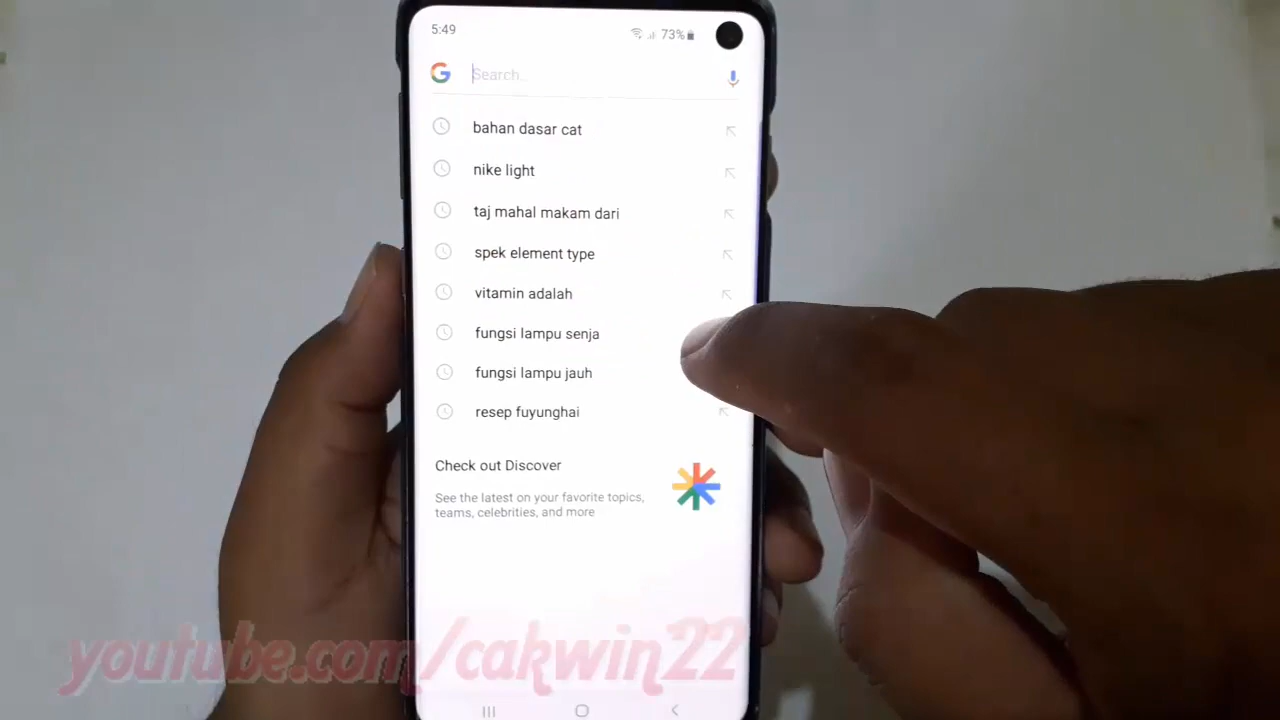 5:49
73%
Search...
bahan dasar cat
nike light
taj mahal makam dari
spek element type
vitamin adalah
fungsi lampu senja
fungsi lampu jauh
resep fuyunghai
Check out Discover
See the latest on your favorite topics,
teams, celebrities, and more
youtube.com/cakwin22